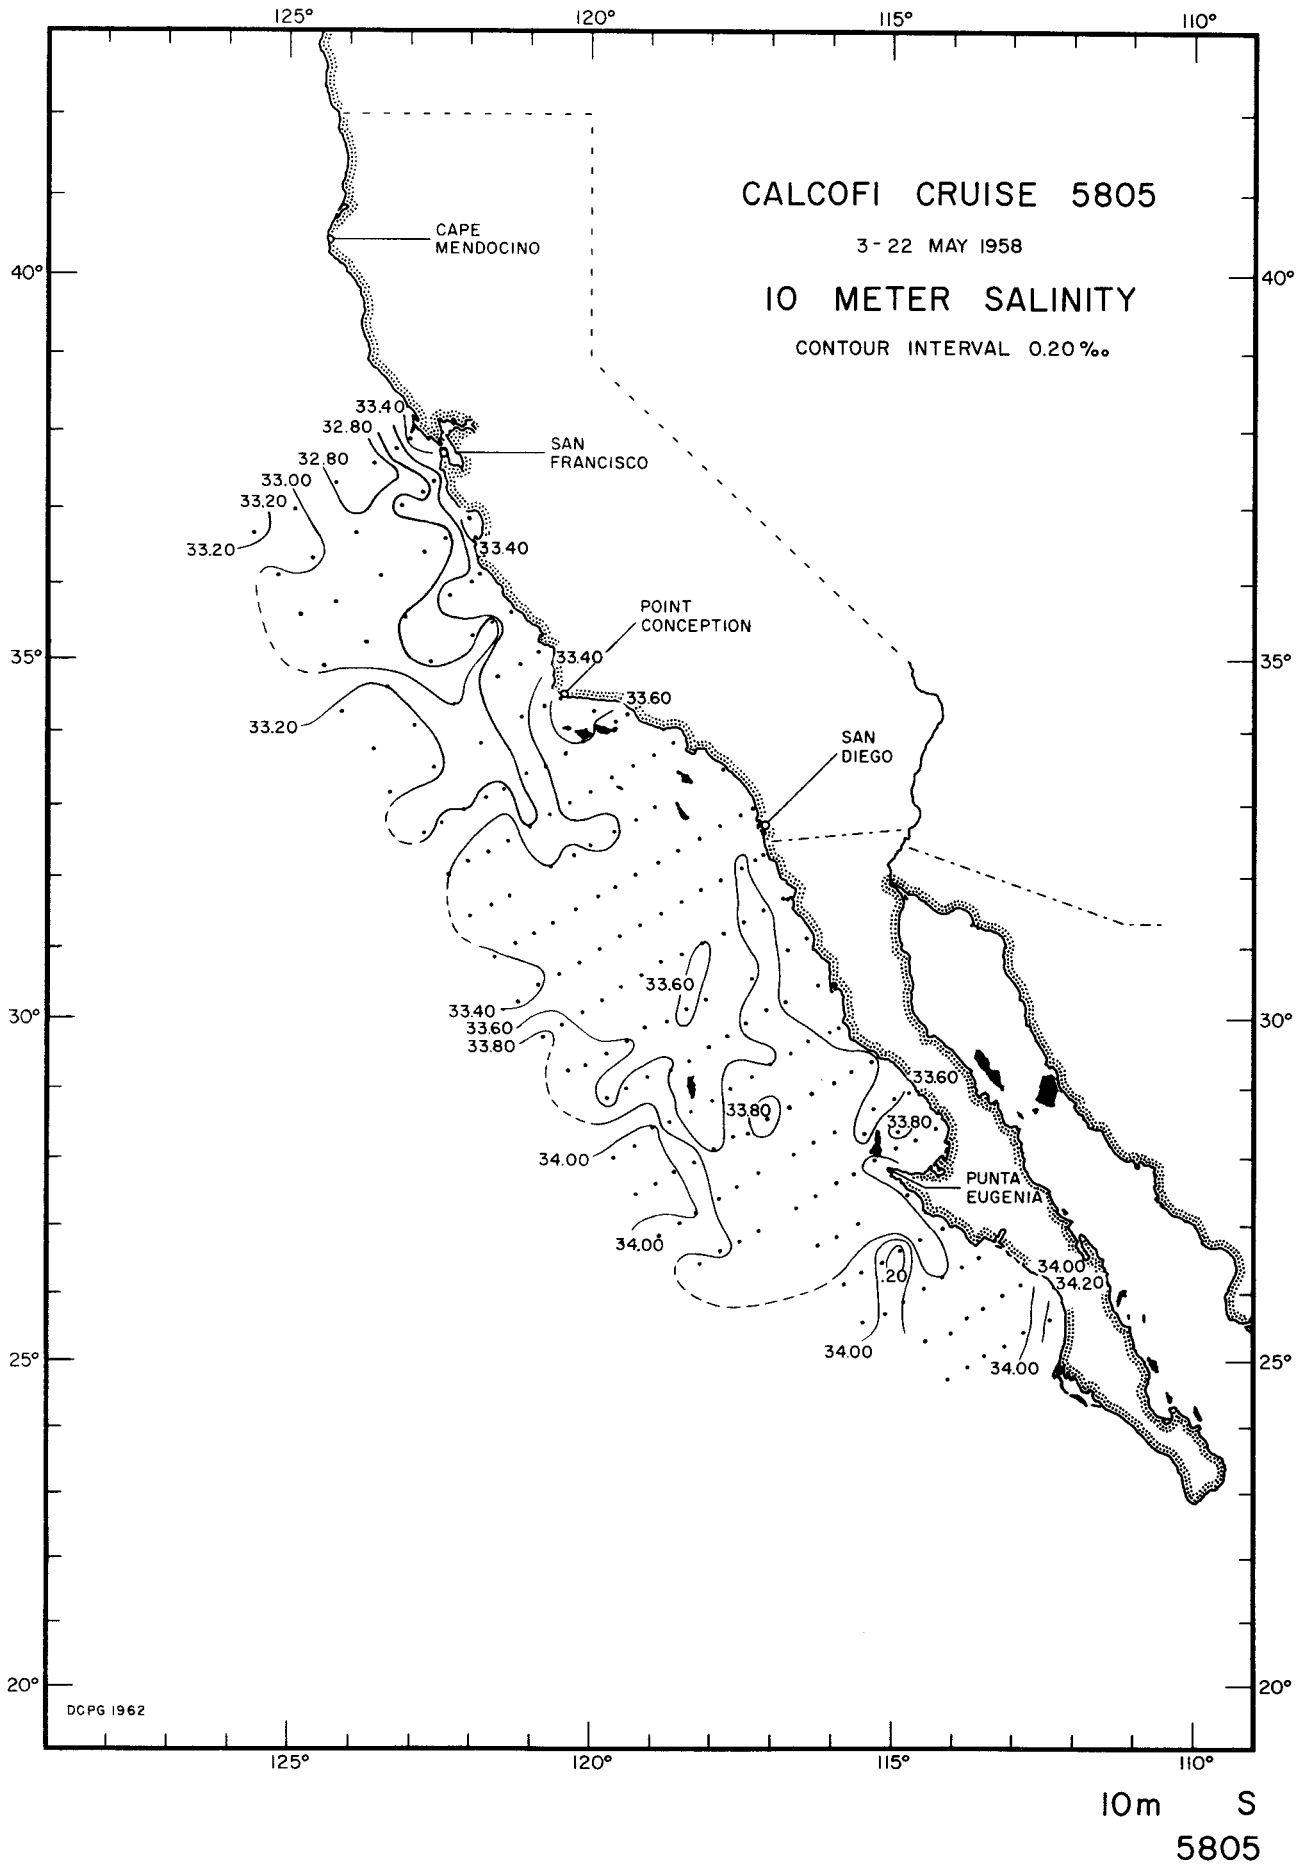 125°
120°
115°
110°
CALCOFI CRUISE 5805
3-22 MAY 1958
10 METER SALINITY
CONTOUR INTERVAL 0.20‰
CAPE
MENDOCINO
40°
40°
33.40
32.80
SAN
FRANCISCO
32.80
33.00
33.20
33.20
33.40
POINT
CONCEPTION
35°
35°
33.40
33.60
33.20
SAN
DIEGO
33.60
33.40
33.60
33.80
30°
30°
33.60
33.80
33.80
34.00
PUNTA
EUGENIA
34.00
34.00
34.20
.20
34.00
34.00
25°
25°
20°
20°
DCPG 1962
125°
120°
115°
110°
10m S
5805